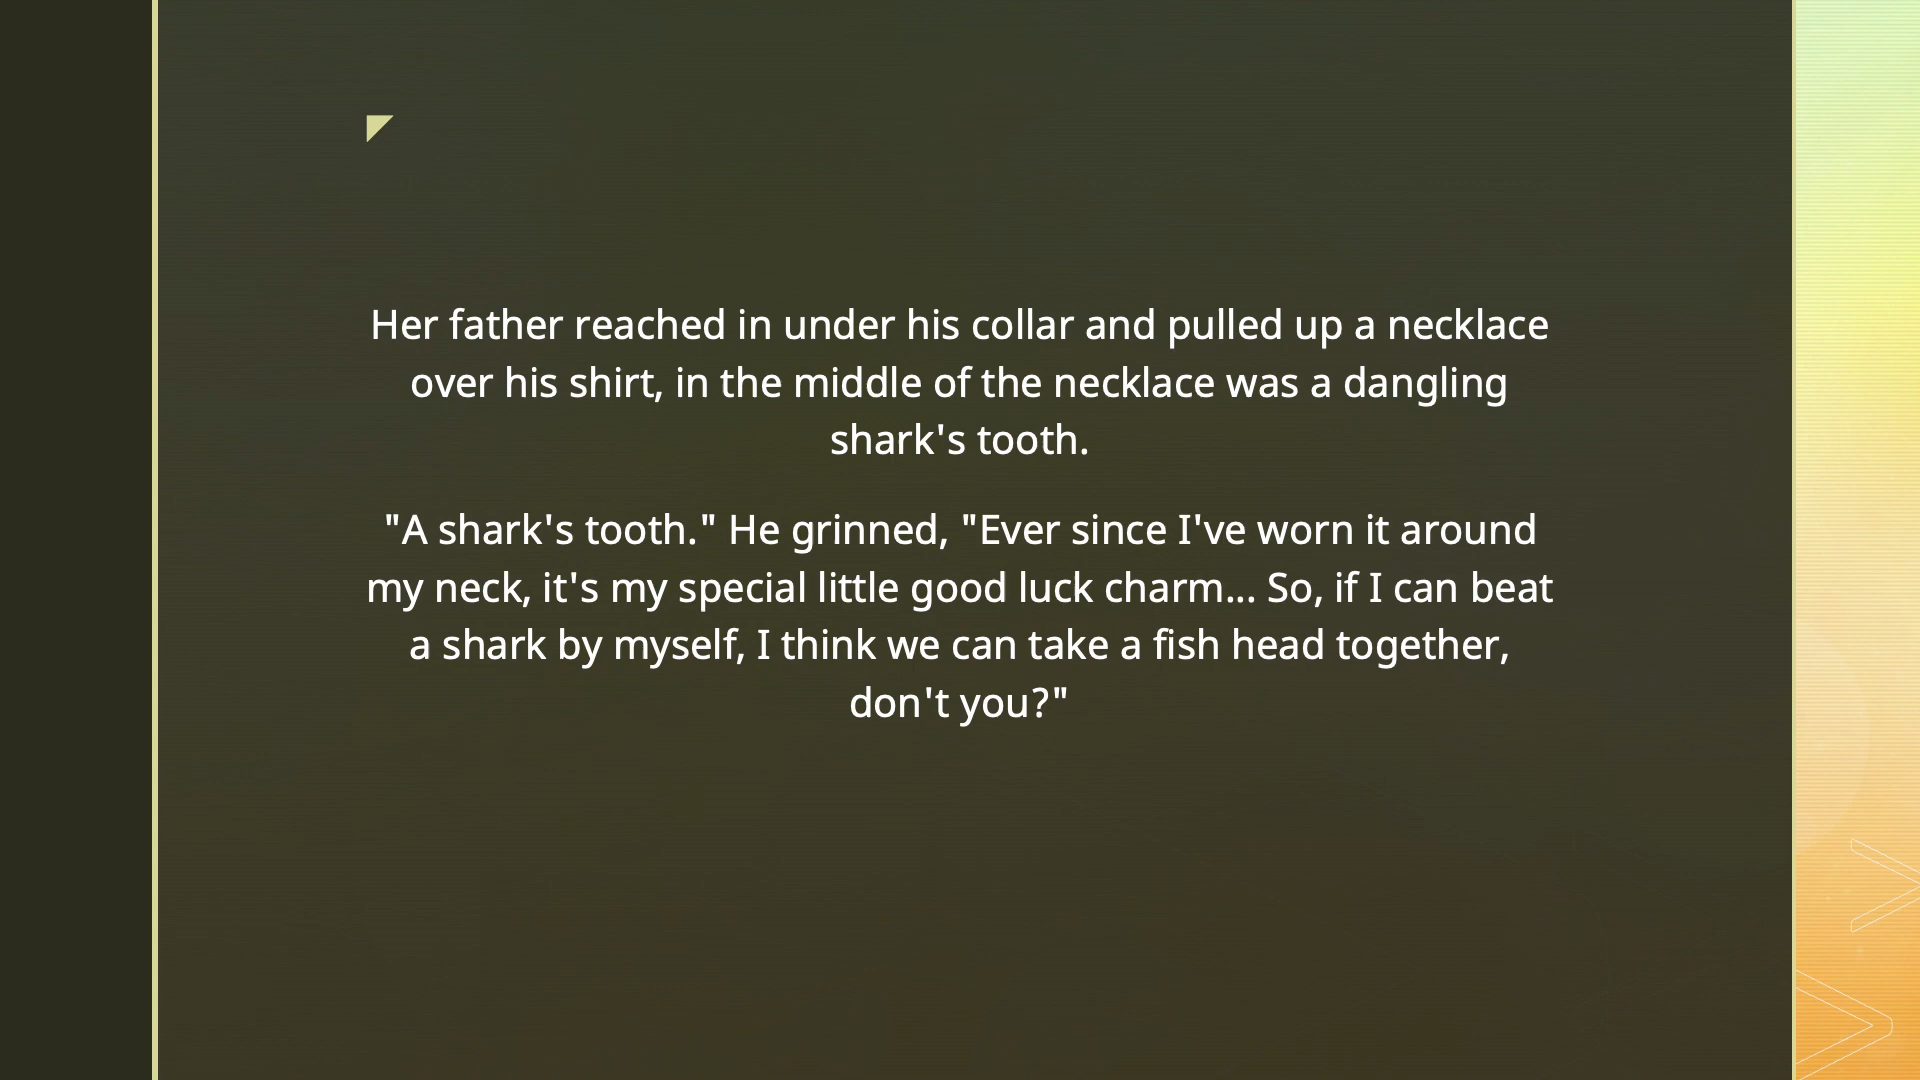 Her father reached in under his collar and pulled up a necklace
over his shirt, in the middle of the necklace was a dangling
shark's tooth.
"A shark's tooth." He grinned, "Ever since I've worn it around
my neck, it's my special little good luck charm... So, if I can beat
a shark by myself, I think we can take a fish head together,
don't you?"